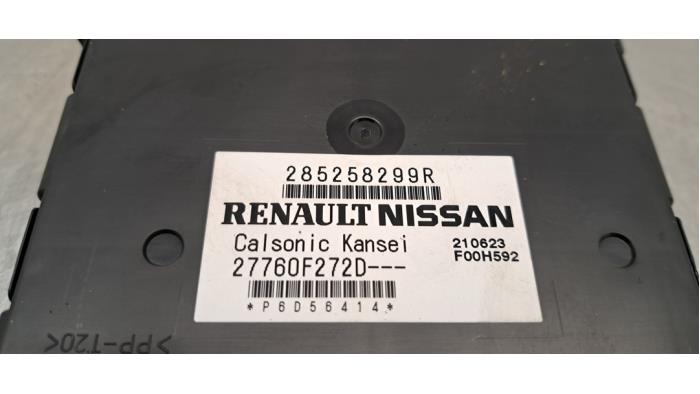 285258299R
RENAULT NISSAN
Calsonic Kansei
210623
27760F272D---
F00H592
*P6D56414*
>PP-T20<